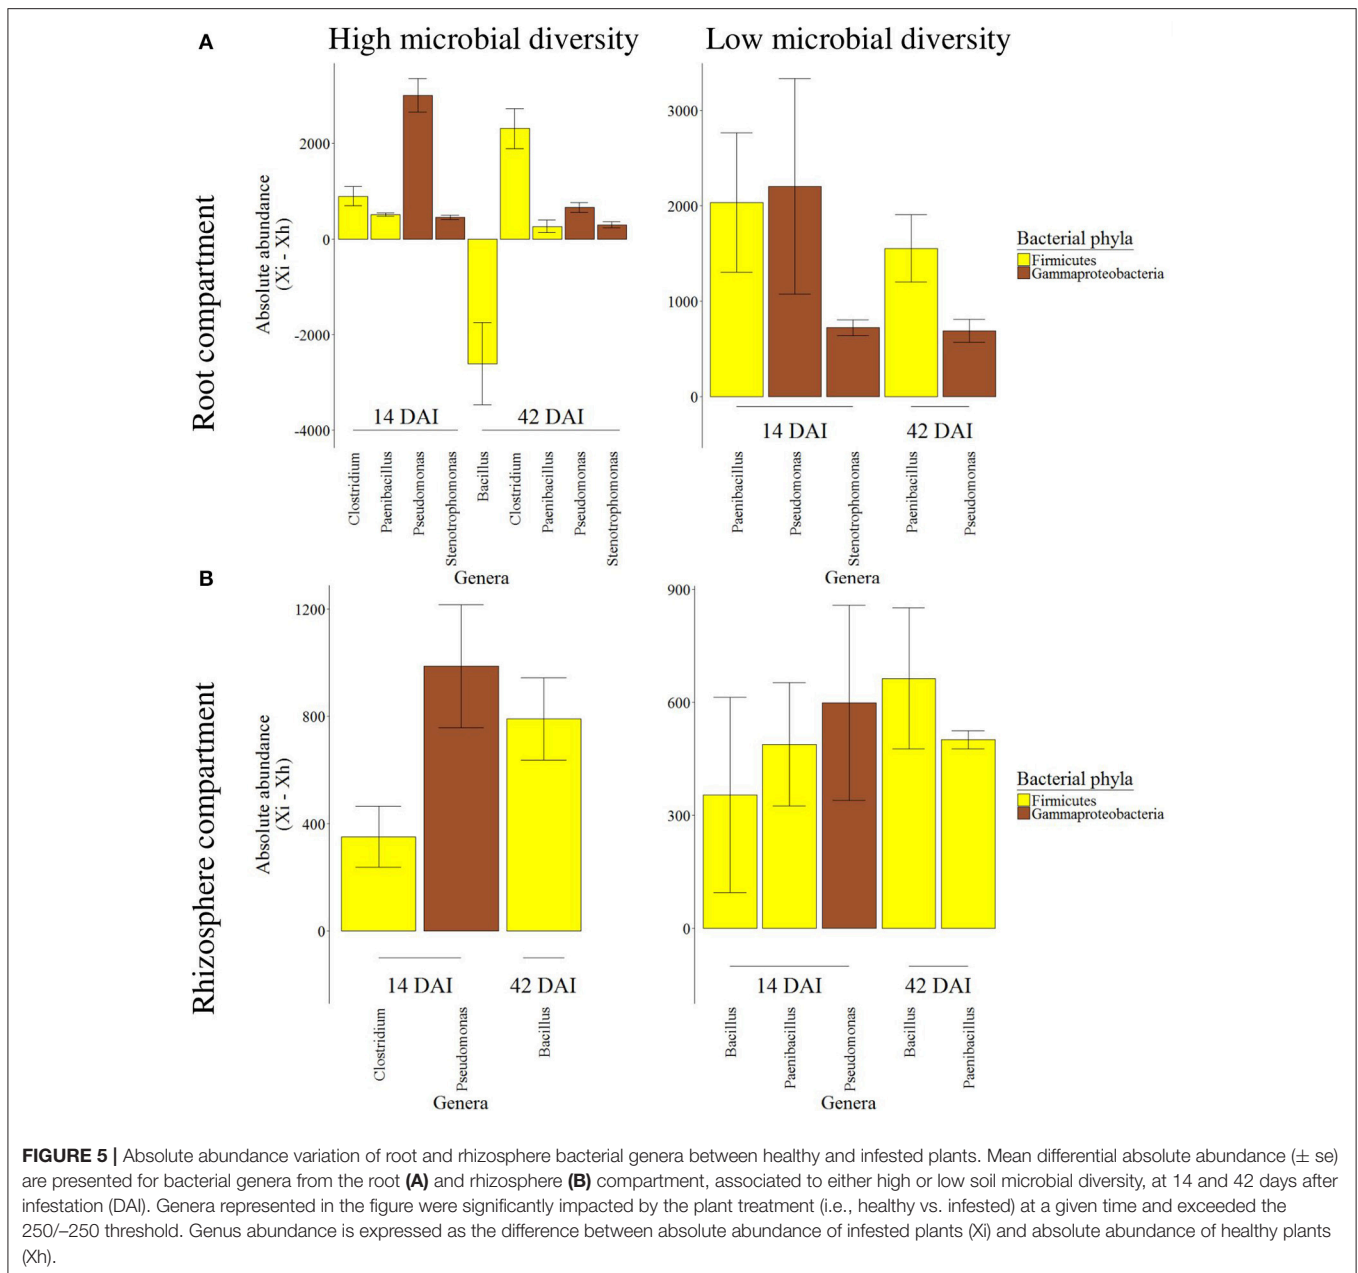 A
High microbial diversity
Low microbial diversity
Root compartment
Absolute abundance
(Xi - Xh)
2000
0
-2000
-4000
14 DAI
42 DAI
Clostridium
Paenibacillus
Pseudomonas
Stenotrophomonas
Bacillus
Clostridium
Paenibacillus
Pseudomonas
Stenotrophomonas
Genera
3000
2000
1000
0
14 DAI
42 DAI
Paenibacillus
Pseudomonas
Stenotrophomonas
Paenibacillus
Pseudomonas
Genera
Bacterial phyla
Firmicutes
Gammaproteobacteria
B
Rhizosphere compartment
Absolute abundance
(Xi - Xh)
1200
800
400
0
14 DAI
42 DAI
Clostridium
Pseudomonas
Bacillus
Genera
900
600
300
0
14 DAI
42 DAI
Bacillus
Paenibacillus
Pseudomonas
Bacillus
Paenibacillus
Genera
Bacterial phyla
Firmicutes
Gammaproteobacteria
FIGURE 5 | Absolute abundance variation of root and rhizosphere bacterial genera between healthy and infested plants. Mean differential absolute abundance (± se)
are presented for bacterial genera from the root (A) and rhizosphere (B) compartment, associated to either high or low soil microbial diversity, at 14 and 42 days after
infestation (DAI). Genera represented in the figure were significantly impacted by the plant treatment (i.e., healthy vs. infested) at a given time and exceeded the
250/–250 threshold. Genus abundance is expressed as the difference between absolute abundance of infested plants (Xi) and absolute abundance of healthy plants
(Xh).